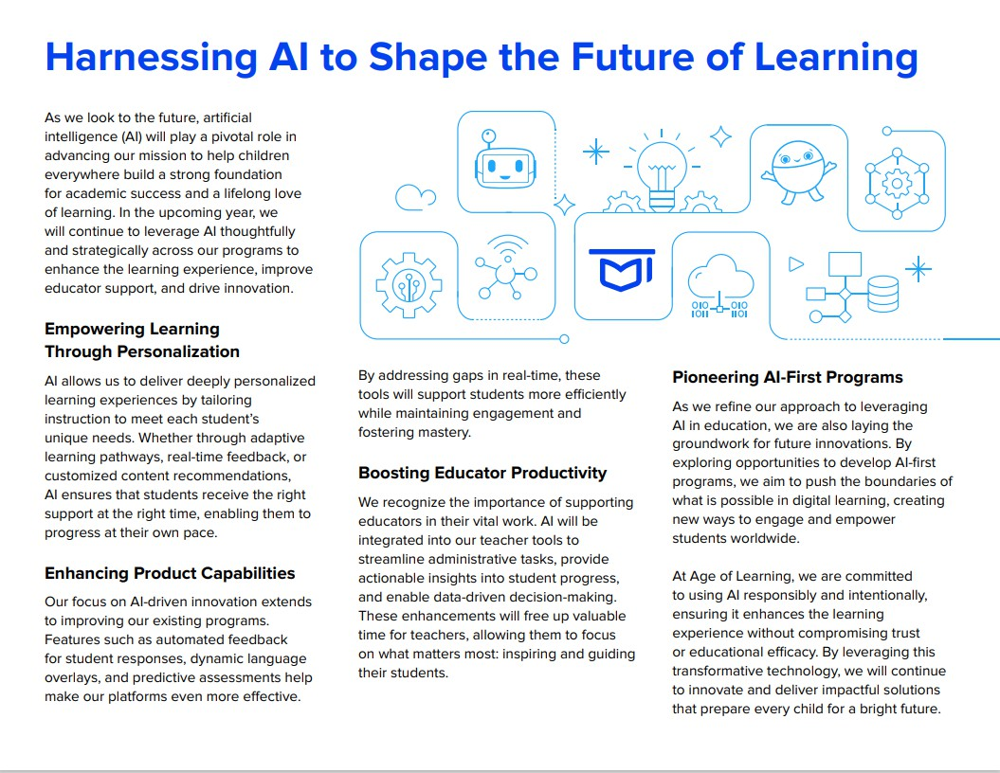 Harnessing AI to Shape the Future of Learning
As we look to the future, artificial
intelligence (AI) will play a pivotal role in
advancing our mission to help children
everywhere build a strong foundation
for academic success and a lifelong love
of learning. In the upcoming year, we
will continue to leverage AI thoughtfully
and strategically across our programs to
enhance the learning experience, improve
educator support, and drive innovation.
Empowering Learning
Through Personalization
AI allows us to deliver deeply personalized
learning experiences by tailoring
instruction to meet each student's
unique needs. Whether through adaptive
learning pathways, real-time feedback, or
customized content recommendations,
AI ensures that students receive the right
support at the right time, enabling them to
progress at their own pace.
Enhancing Product Capabilities
Our focus on AI-driven innovation extends
to improving our existing programs.
Features such as automated feedback
for student responses, dynamic language
overlays, and predictive assessments help
make our platforms even more effective.
010 010
1011 1101
By addressing gaps in real-time, these
tools will support students more efficiently
while maintaining engagement and
fostering mastery.
Boosting Educator Productivity
We recognize the importance of supporting
educators in their vital work. AI will be
integrated into our teacher tools to
streamline administrative tasks, provide
actionable insights into student progress,
and enable data-driven decision-making.
These enhancements will free up valuable
time for teachers, allowing them to focus
on what matters most: inspiring and guiding
their students.
Pioneering AI-First Programs
As we refine our approach to leveraging
AI in education, we are also laying the
groundwork for future innovations. By
exploring opportunities to develop AI-first
programs, we aim to push the boundaries of
what is possible in digital learning, creating
new ways to engage and empower
students worldwide.
At Age of Learning, we are committed
to using AI responsibly and intentionally,
ensuring it enhances the learning
experience without compromising trust
or educational efficacy. By leveraging this
transformative technology, we will continue
to innovate and deliver impactful solutions
that prepare every child for a bright future.